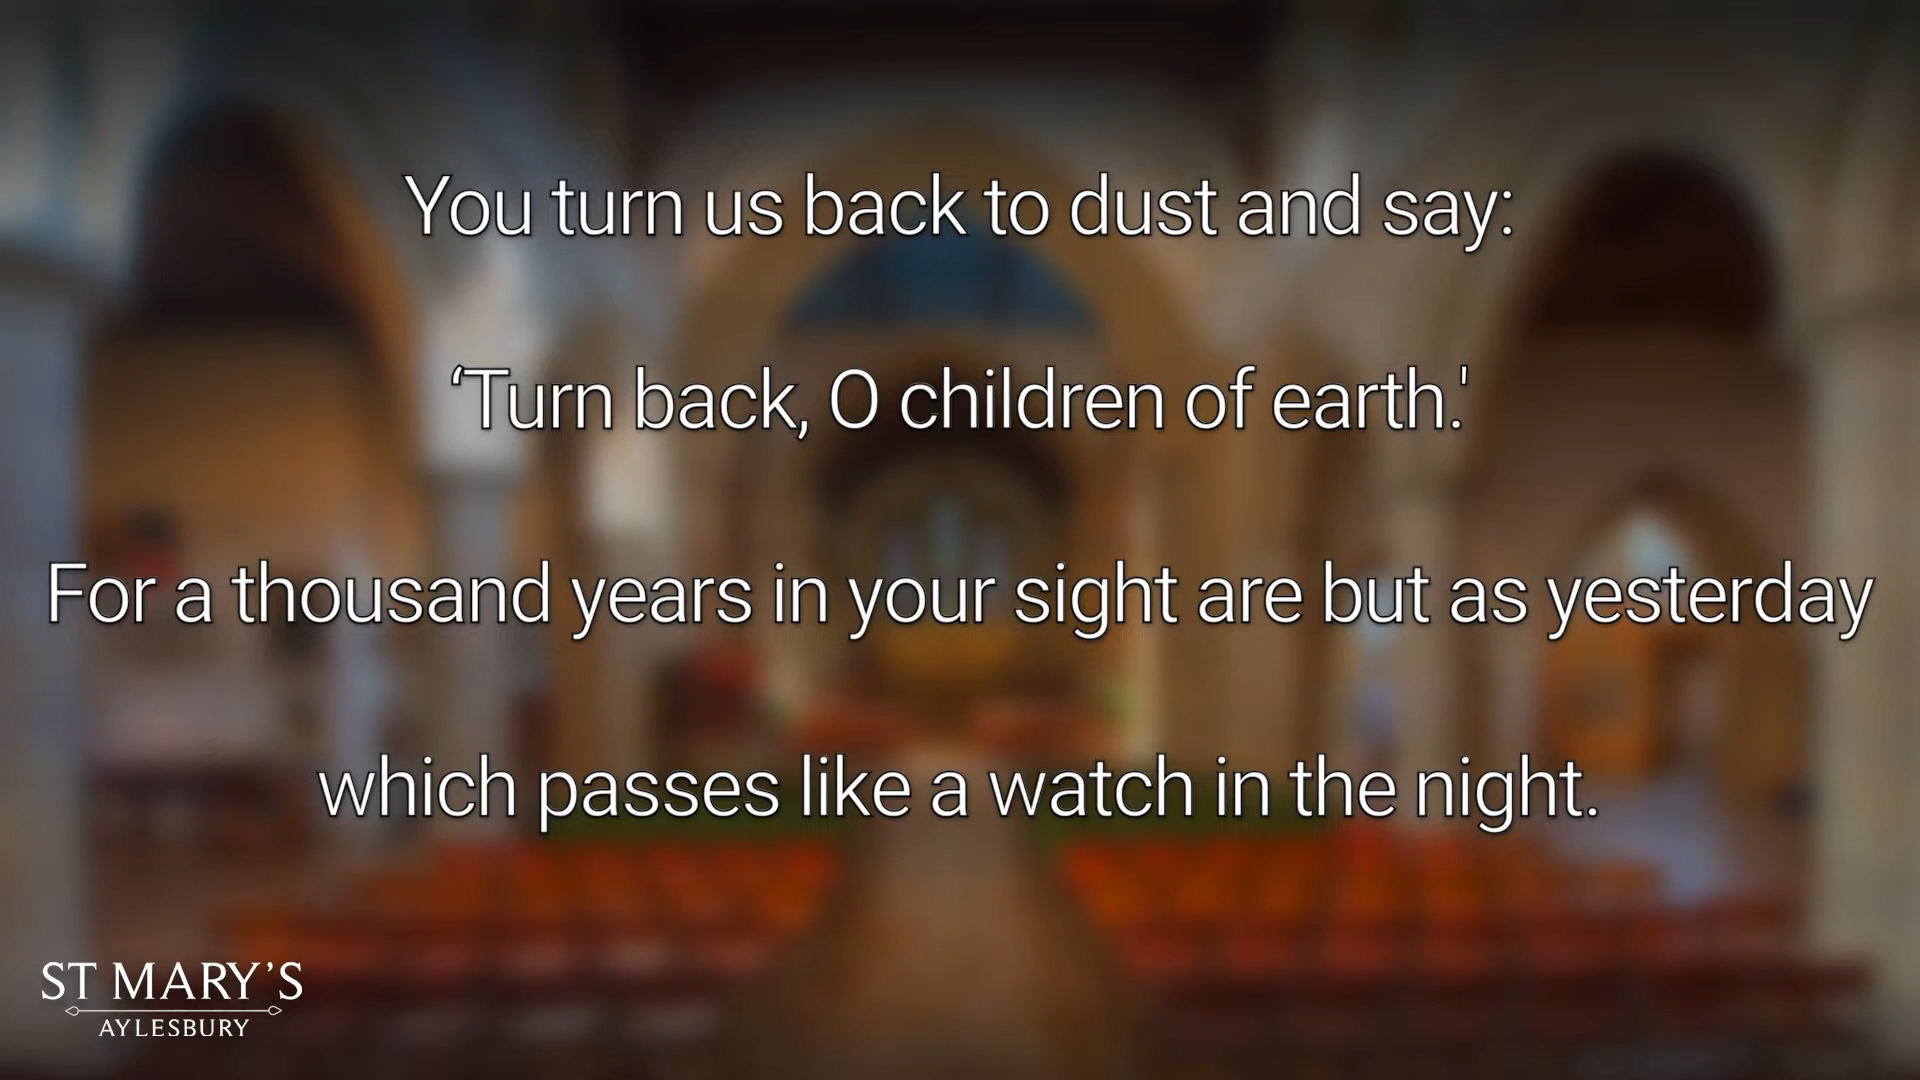 You turn us back to dust and say:
‘Turn back, O children of earth.'
For a thousand years in your sight are but as yesterday
which passes like a watch in the night.
ST MARY’S
AYLESBURY